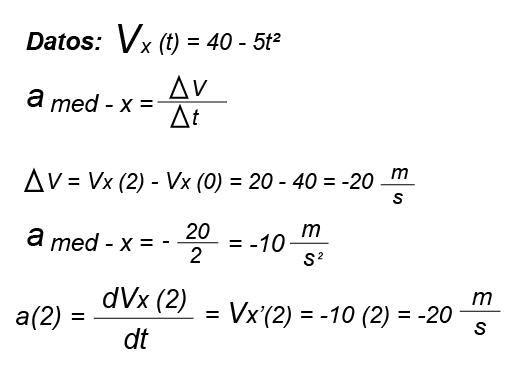 Datos: Vx (t) = 40 - 5t²
a med - x = ΔV/Δt
ΔV = Vx (2) - Vx (0) = 20 - 40 = -20 m/s
a med - x = - 20/2 = -10 m/s²
a(2) = dVx (2)/dt = Vx'(2) = -10 (2) = -20 m/s